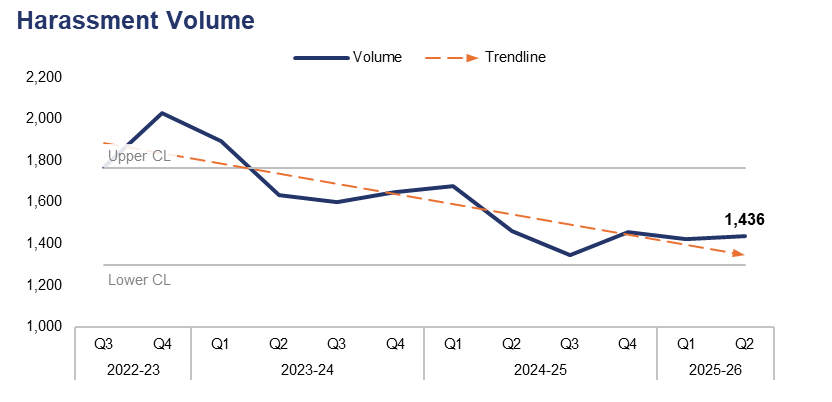 Harassment Volume
Volume Trendline
2,200
2,000
1,800
1,600
1,400
1,200
1,000
Upper CL
Lower CL
1,436
Q3 Q4 Q1 Q2 Q3 Q4 Q1 Q2 Q3 Q4 Q1 Q2
2022-23 2023-24 2024-25 2025-26